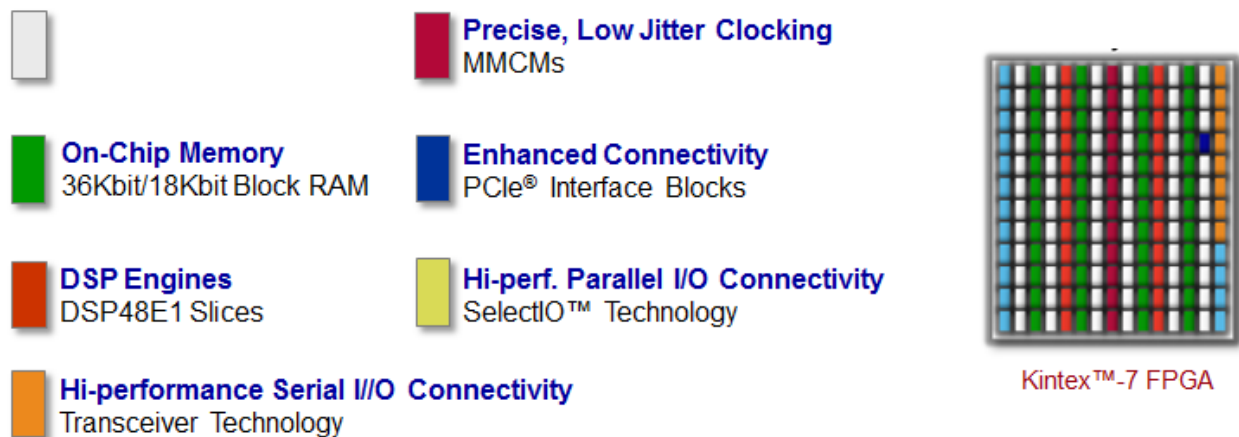 Precise, Low Jitter Clocking
MMCMs
On-Chip Memory
36Kbit/18Kbit Block RAM
Enhanced Connectivity
PCIe® Interface Blocks
DSP Engines
DSP48E1 Slices
Hi-perf. Parallel I/O Connectivity
SelectIO™ Technology
Hi-performance Serial I//O Connectivity
Transceiver Technology
Kintex™-7 FPGA